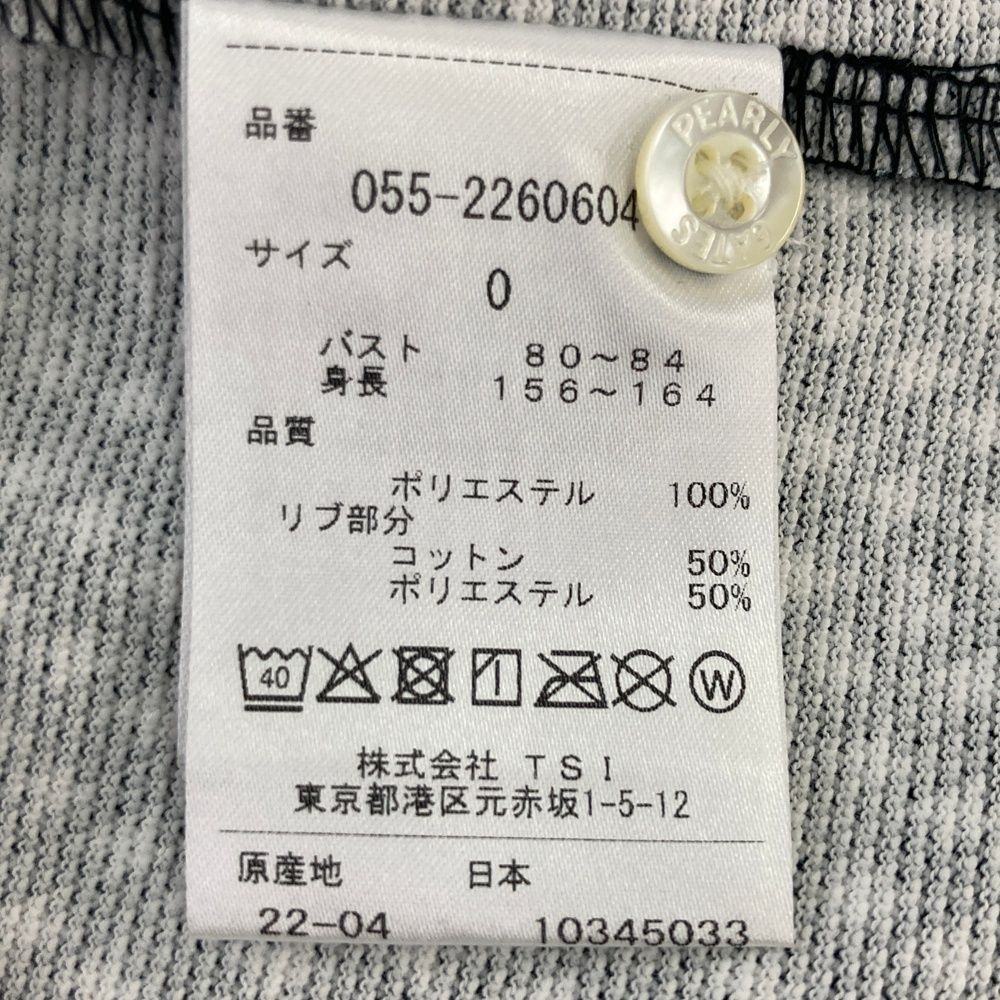 品番
055-2260604
PEARLY
GATES
サイズ
0
バスト 80～84
身長 156～164
品質
ポリエステル 100%
リブ部分
コットン 50%
ポリエステル 50%
40
W
株式会社 TSI
東京都港区元赤坂1-5-12
原産地 日本
22-04 10345033